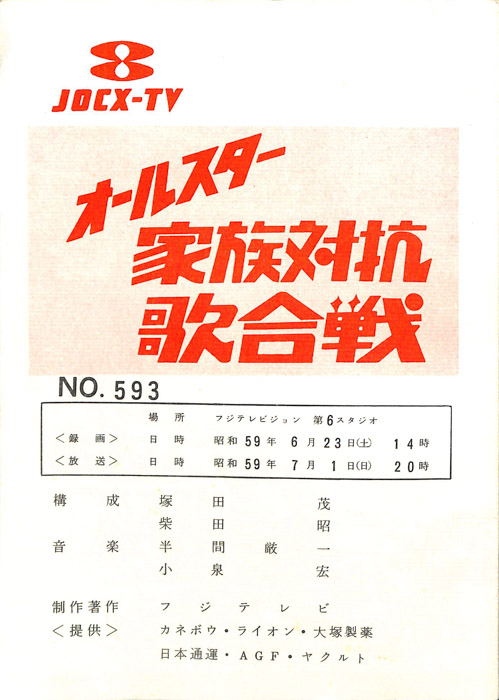 JOCX-TV
オールスター
家族対抗
歌合戦
NO. 593
場所 フジテレビジョン 第6スタジオ
<録画> 日時 昭和 59年 6月 23日(土) 14時
<放送> 日時 昭和 59年 7月 1日(日) 20時
構成 塚田 茂
柴田 昭
音楽 半間 厳一
小泉 宏
制作著作 フジテレビ
<提供> カネボウ・ライオン・大塚製薬
日本通運・AGF・ヤクルト